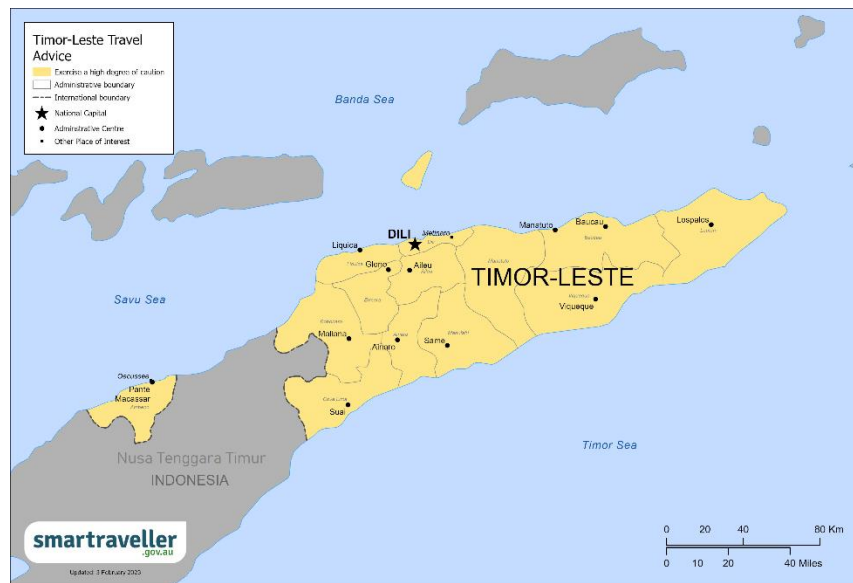 Timor-Leste Travel
Advice
Exercise a high degree of caution
Administrative boundary
International boundary
National Capital
Adminstrative Centre
Other Place of Interest
Banda Sea
DILI
Metinaro
Manatuto
Baucau
Lospalos
Liquica
Gleno
Aileu
TIMOR-LESTE
Viqueque
Savu Sea
Maliana
Ainaro
Same
Oecussee
Pante
Macassar
Suai
Nusa Tenggara Timur
INDONESIA
Timor Sea
smartraveller
.gov.au
0 20 40 80 Km
0 10 20 40 Miles